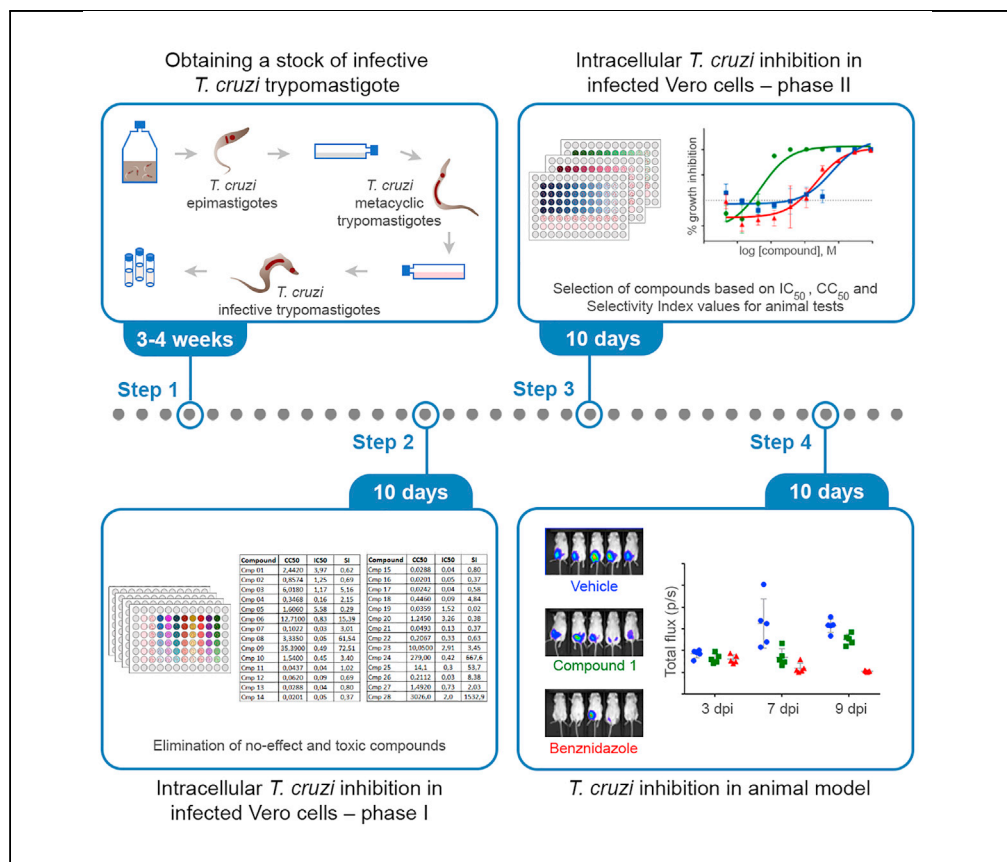 Obtaining a stock of infective
T. cruzi trypomastigote
T. cruzi
epimastigotes
T. cruzi
metacyclic
trypomastigotes
T. cruzi
infective trypomastigotes
3-4 weeks
Step 1
Intracellular T. cruzi inhibition in
infected Vero cells – phase II
% growth inhibition
log [compound], M
Selection of compounds based on IC50 , CC50 and
Selectivity Index values for animal tests
10 days
Step 3
Step 2
10 days
Compound CC50 IC50 SI
Cmp 01 2,4420 3,97 0,62
Cmp 02 0,8574 1,25 0,69
Cmp 03 6,0180 1,17 5,16
Cmp 04 0,3468 0,16 2,15
Cmp 05 1,6060 5,58 0,29
Cmp 06 12,7100 0,83 15,39
Cmp 07 0,1022 0,03 3,01
Cmp 08 3,3350 0,05 61,54
Cmp 09 35,3900 0,49 72,51
Cmp 10 1,5400 0,45 3,40
Cmp 11 0,0437 0,04 1,02
Cmp 12 0,0620 0,09 0,69
Cmp 13 0,0288 0,04 0,80
Cmp 14 0,0201 0,05 0,37
Compound CC50 IC50 SI
Cmp 15 0,0288 0,04 0,80
Cmp 16 0,0201 0,05 0,37
Cmp 17 0,0242 0,04 0,58
Cmp 18 0,4460 0,09 4,84
Cmp 19 0,0359 1,52 0,02
Cmp 20 1,2450 3,26 0,38
Cmp 21 0,0493 0,13 0,37
Cmp 22 0,2067 0,33 0,63
Cmp 23 10,0500 2,91 3,45
Cmp 24 279,00 0,42 667,6
Cmp 25 14,1 0,3 53,7
Cmp 26 0,2112 0,03 8,38
Cmp 27 1,4920 0,73 2,03
Cmp 28 3026,0 2,0 1532,9
Elimination of no-effect and toxic compounds
Intracellular T. cruzi inhibition in
infected Vero cells – phase I
Step 4
10 days
Vehicle
Compound 1
Benznidazole
Total flux (p/s)
3 dpi 7 dpi 9 dpi
T. cruzi inhibition in animal model